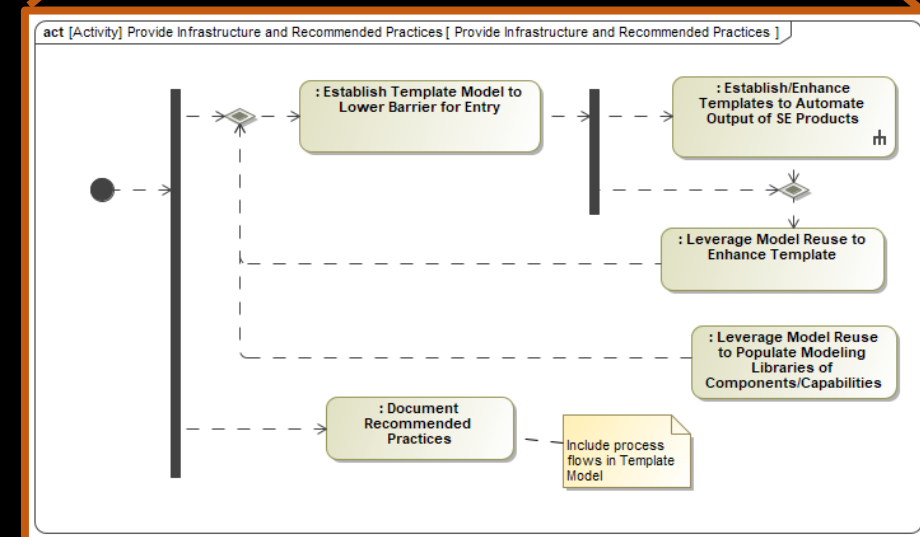 act [Activity] Provide Infrastructure and Recommended Practices [ Provide Infrastructure and Recommended Practices ]
: Establish Template Model to
Lower Barrier for Entry
: Establish/Enhance
Templates to Automate
Output of SE Products
: Leverage Model Reuse to
Enhance Template
: Leverage Model Reuse
to Populate Modeling
Libraries of
Components/Capabilities
: Document
Recommended
Practices
Include process
flows in Template
Model